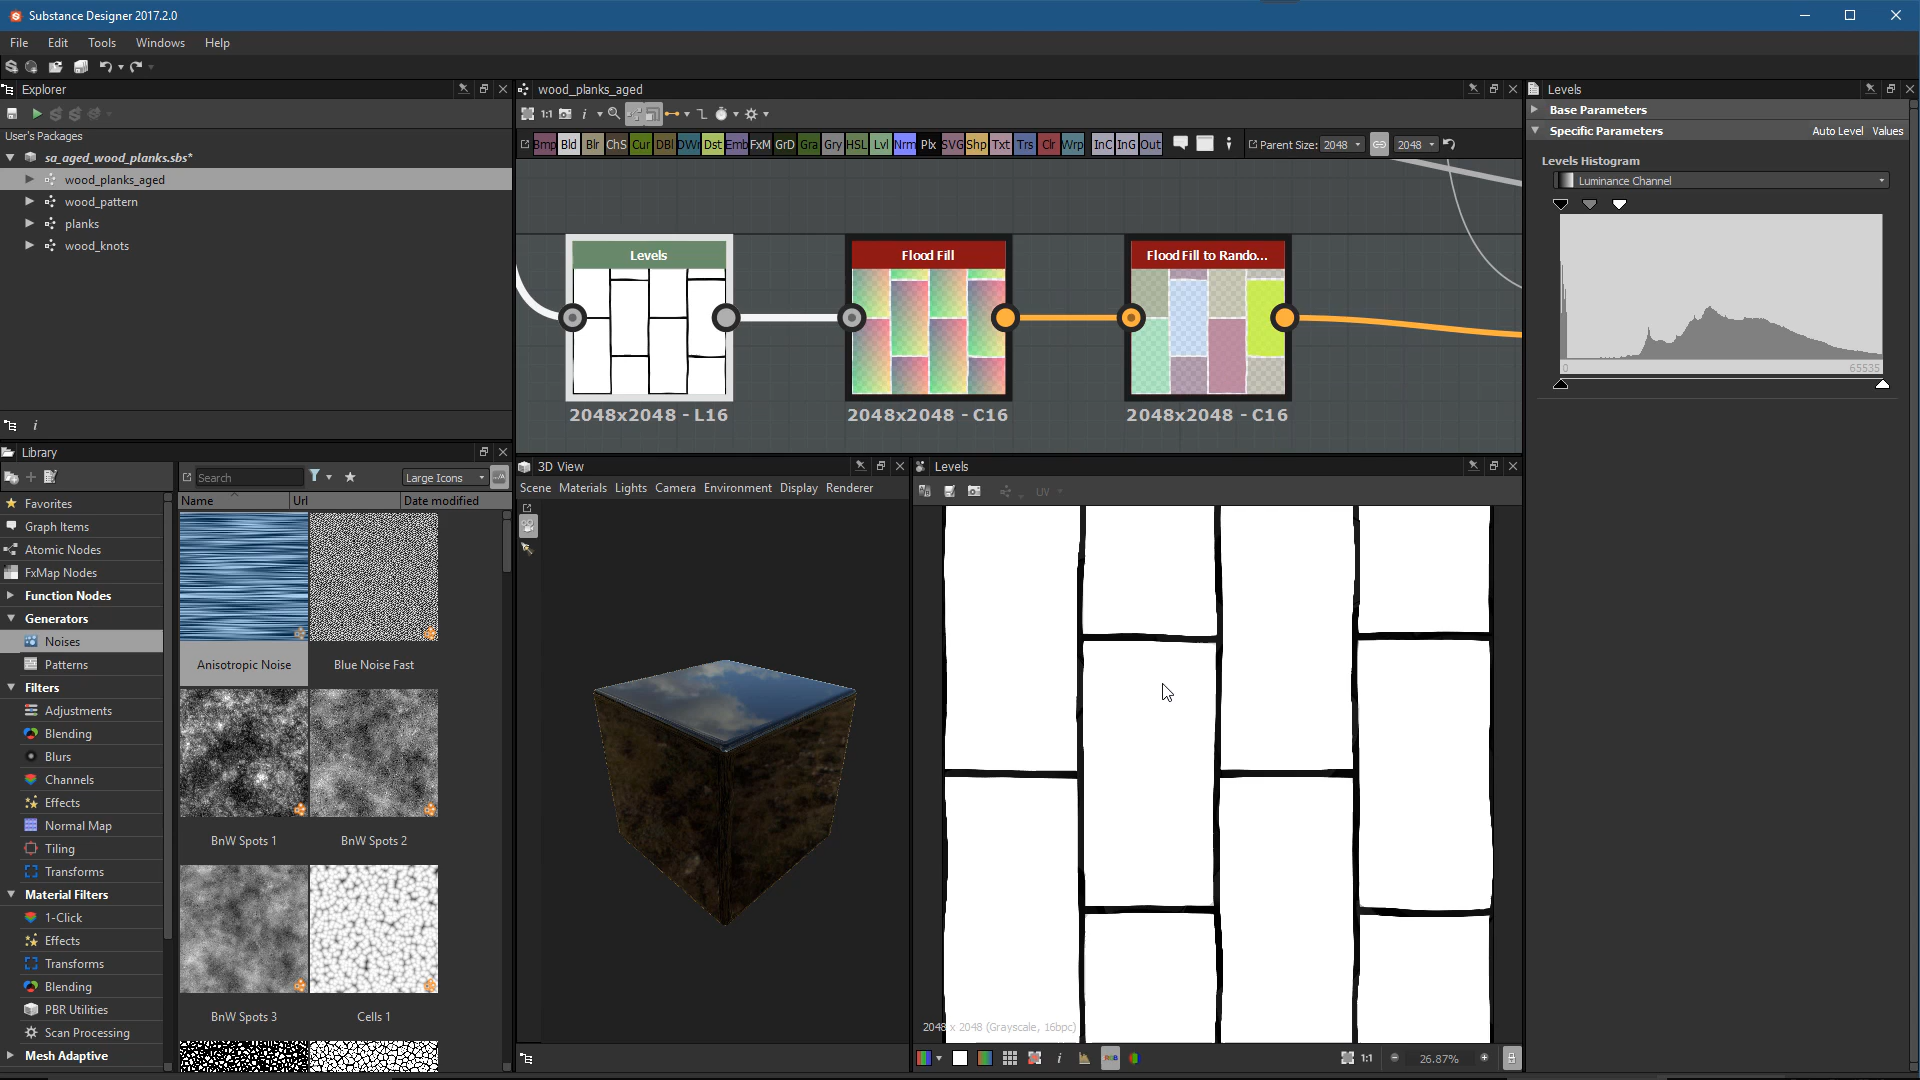 Substance Designer 2017.2.0
File Edit Tools Windows Help
Explorer
User's Packages
sa_aged_wood_planks.sbs*
wood_planks_aged
wood_pattern
planks
wood_knots
i
Library
Search
Large Icons
Name Url Date modified
Favorites
Graph Items
Atomic Nodes
FxMap Nodes
Function Nodes
Generators
Noises
Patterns
Filters
Adjustments
Blending
Blurs
Channels
Effects
Normal Map
Tiling
Transforms
Material Filters
1-Click
Effects
Transforms
Blending
PBR Utilities
Scan Processing
Mesh Adaptive
Anisotropic Noise
Blue Noise Fast
BnW Spots 1
BnW Spots 2
BnW Spots 3
Cells 1
wood_planks_aged
1:1 i
Bmp Bld Blr ChS Cur DBl DWr Dst Emb FxM GrD Gra Gry HSL Lvl Nrm Plx SVG Shp Txt Trs Clr Wrp InC InG Out Parent Size: 2048 2048
Levels
2048x2048 - L16
Flood Fill
2048x2048 - C16
Flood Fill to Rando...
2048x2048 - C16
3D View
Scene Materials Lights Camera Environment Display Renderer
Levels
UV
2048 x 2048 (Grayscale, 16bpc)
i RGB 1:1 26.87%
Levels
Base Parameters
Specific Parameters Auto Level Values
Levels Histogram
Luminance Channel
0 65535